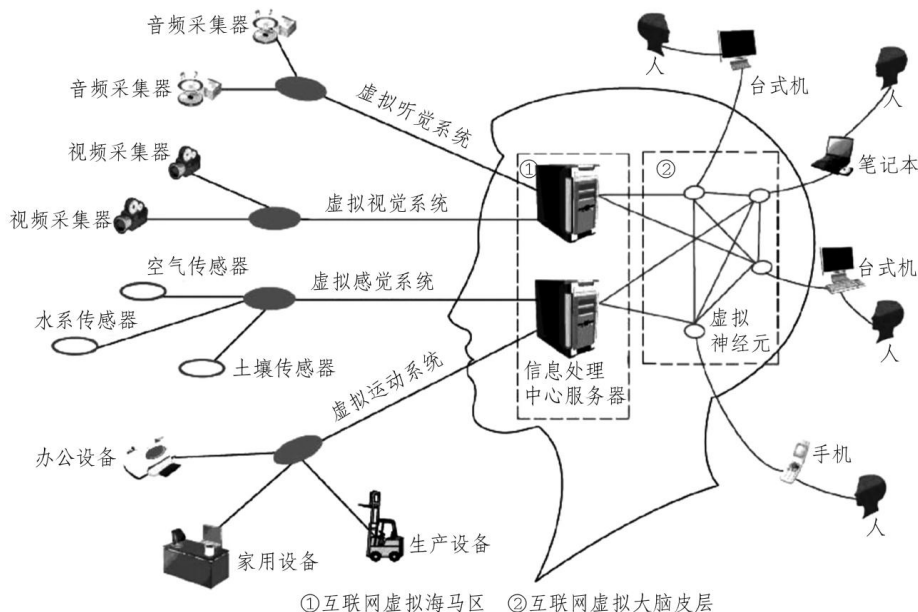 音频采集器
音频采集器
虚拟听觉系统
视频采集器
视频采集器
虚拟视觉系统
空气传感器
虚拟感觉系统
水系传感器
土壤传感器
虚拟运动系统
办公设备
家用设备
生产设备
①
信息处理
中心服务器
②
虚拟
神经元
人
台式机
人
笔记本
台式机
人
手机
人
①互联网虚拟海马区 ②互联网虚拟大脑皮层